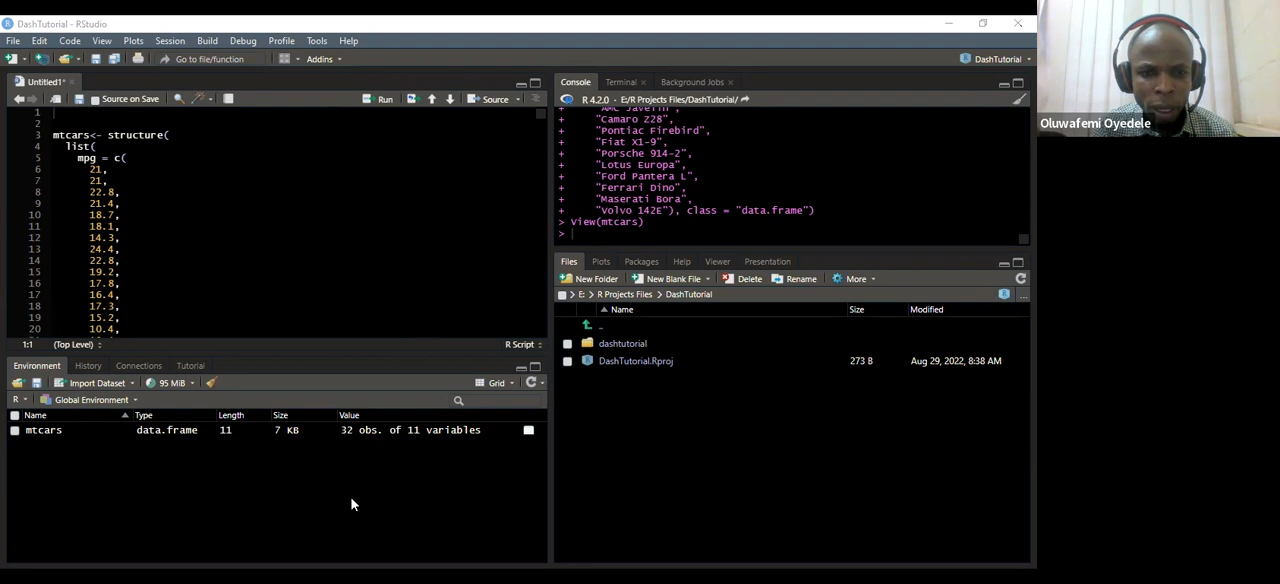 DashTutorial - RStudio
File Edit Code View Plots Session Build Debug Profile Tools Help
Go to file/function Addins DashTutorial
Untitled1*
Source on Save Run Source
1
2
3 mtcars<- structure(
4 list(
5 mpg = c(
6 21,
7 21,
8 22.8,
9 21.4,
10 18.7,
11 18.1,
12 14.3,
13 24.4,
14 22.8,
15 19.2,
16 17.8,
17 16.4,
18 17.3,
19 15.2,
20 10.4,
1:1 (Top Level) R Script
Environment History Connections Tutorial
Import Dataset 95 MiB Grid
R Global Environment
Name Type Length Size Value
mtcars data.frame 11 7 KB 32 obs. of 11 variables
Console Terminal Background Jobs
R 4.2.0 · E:/R Projects Files/DashTutorial/
+ "AMC Javelin",
+ "Camaro Z28",
+ "Pontiac Firebird",
+ "Fiat X1-9",
+ "Porsche 914-2",
+ "Lotus Europa",
+ "Ford Pantera L",
+ "Ferrari Dino",
+ "Maserati Bora",
+ "Volvo 142E"), class = "data.frame")
> View(mtcars)
>
Files Plots Packages Help Viewer Presentation
New Folder New Blank File Delete Rename More
E: > R Projects Files > DashTutorial
Name Size Modified
..
dashtutorial
DashTutorial.Rproj 273 B Aug 29, 2022, 8:38 AM
Oluwafemi Oyedele